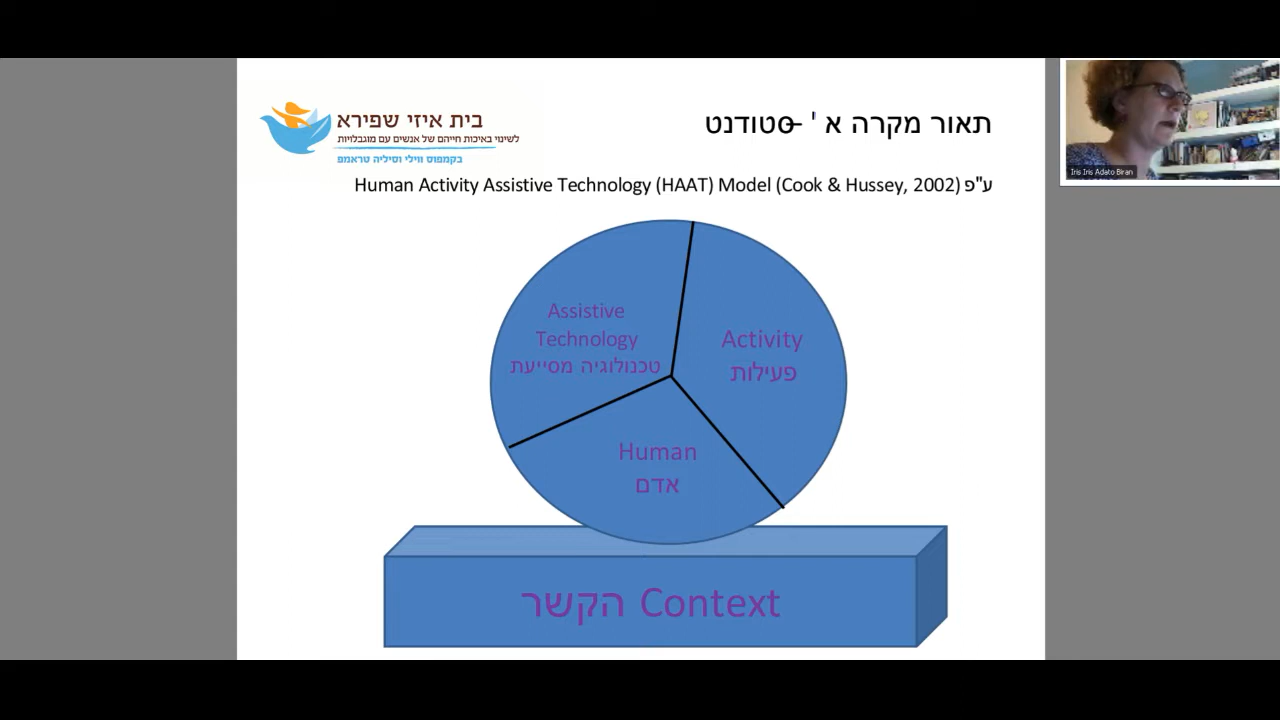 בית איזי שפירא
לשינוי באיכות חייהם של אנשים עם מוגבלויות
בקמפוס ווילי וסיליה טראמפ
תאור מקרה א' – סטודנט
ע"פ Human Activity Assistive Technology (HAAT) Model (Cook & Hussey, 2002)
Iris Iris Adato Biran
Assistive
Technology
טכנולוגיה מסייעת
Activity
פעילות
Human
אדם
הקשר Context